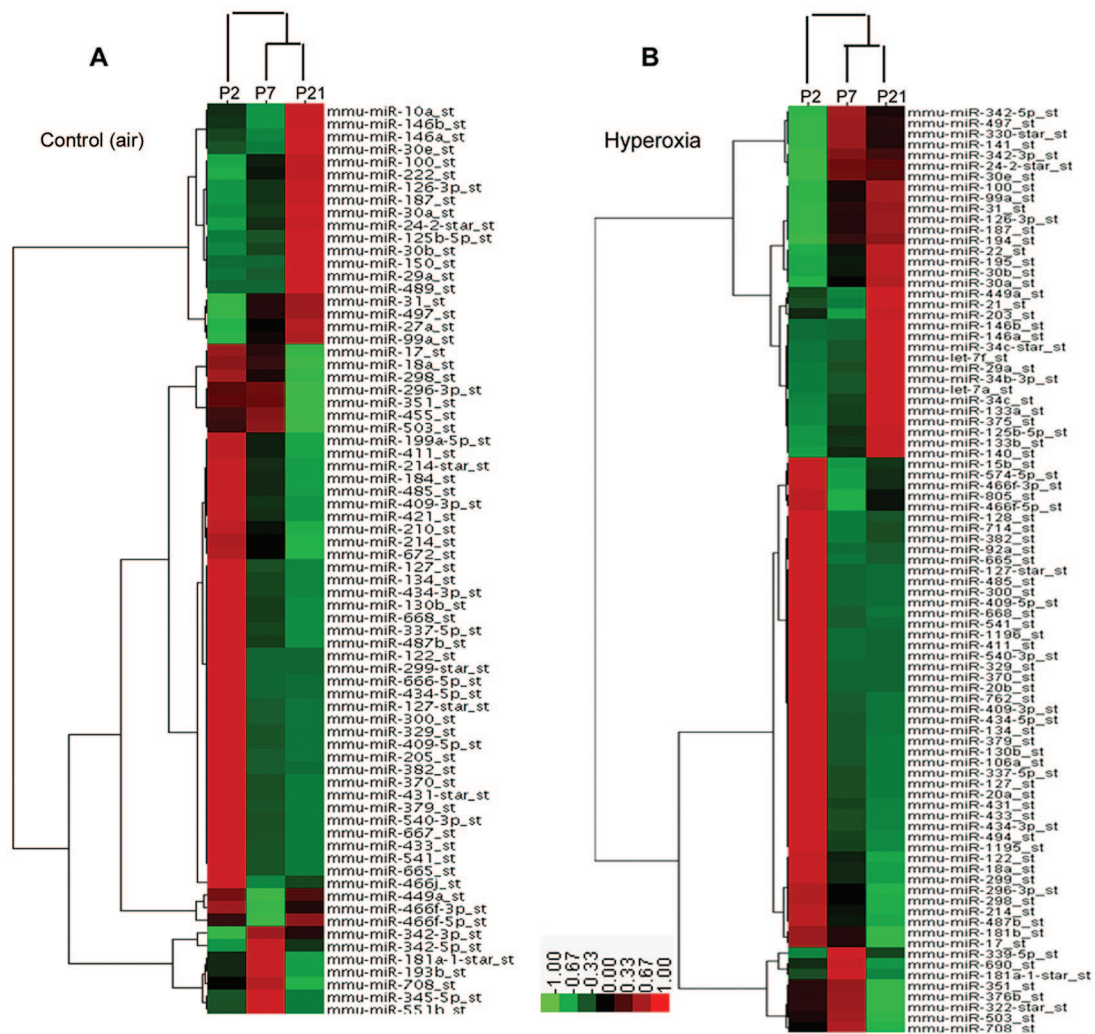 A
Control (air)
P2 P7 P21
mmu-miR-10a_st
mmu-miR-146b_st
mmu-miR-146a_st
mmu-miR-30e_st
mmu-miR-100_st
mmu-miR-222_st
mmu-miR-126-3p_st
mmu-miR-187_st
mmu-miR-30a_st
mmu-miR-24-2-star_st
mmu-miR-125b-5p_st
mmu-miR-30b_st
mmu-miR-150_st
mmu-miR-29a_st
mmu-miR-489_st
mmu-miR-31_st
mmu-miR-497_st
mmu-miR-27a_st
mmu-miR-99a_st
mmu-miR-17_st
mmu-miR-18a_st
mmu-miR-298_st
mmu-miR-296-3p_st
mmu-miR-351_st
mmu-miR-455_st
mmu-miR-503_st
mmu-miR-199a-5p_st
mmu-miR-411_st
mmu-miR-214-star_st
mmu-miR-184_st
mmu-miR-485_st
mmu-miR-409-3p_st
mmu-miR-421_st
mmu-miR-210_st
mmu-miR-214_st
mmu-miR-672_st
mmu-miR-127_st
mmu-miR-134_st
mmu-miR-434-3p_st
mmu-miR-130b_st
mmu-miR-668_st
mmu-miR-337-5p_st
mmu-miR-487b_st
mmu-miR-122_st
mmu-miR-299-star_st
mmu-miR-666-5p_st
mmu-miR-434-5p_st
mmu-miR-127-star_st
mmu-miR-300_st
mmu-miR-329_st
mmu-miR-409-5p_st
mmu-miR-205_st
mmu-miR-382_st
mmu-miR-370_st
mmu-miR-431-star_st
mmu-miR-379_st
mmu-miR-540-3p_st
mmu-miR-667_st
mmu-miR-433_st
mmu-miR-541_st
mmu-miR-665_st
mmu-miR-466j_st
mmu-miR-449a_st
mmu-miR-466f-3p_st
mmu-miR-466f-5p_st
mmu-miR-342-3p_st
mmu-miR-342-5p_st
mmu-miR-181a-1-star_st
mmu-miR-193b_st
mmu-miR-708_st
mmu-miR-345-5p_st
mmu-miR-551b_st
-1.00 -0.67 -0.33 0.00 0.33 0.67 1.00
B
Hyperoxia
P2 P7 P21
mmu-miR-342-5p_st
mmu-miR-497_st
mmu-miR-330-star_st
mmu-miR-141_st
mmu-miR-342-3p_st
mmu-miR-24-2-star_st
mmu-miR-30e_st
mmu-miR-100_st
mmu-miR-99a_st
mmu-miR-31_st
mmu-miR-126-3p_st
mmu-miR-187_st
mmu-miR-194_st
mmu-miR-22_st
mmu-miR-195_st
mmu-miR-30b_st
mmu-miR-30a_st
mmu-miR-449a_st
mmu-miR-21_st
mmu-miR-203_st
mmu-miR-146b_st
mmu-miR-146a_st
mmu-miR-34c-star_st
mmu-let-7f_st
mmu-miR-29a_st
mmu-miR-34b-3p_st
mmu-let-7a_st
mmu-miR-34c_st
mmu-miR-133a_st
mmu-miR-375_st
mmu-miR-125b-5p_st
mmu-miR-133b_st
mmu-miR-140_st
mmu-miR-15b_st
mmu-miR-574-5p_st
mmu-miR-466f-3p_st
mmu-miR-805_st
mmu-miR-466f-5p_st
mmu-miR-128_st
mmu-miR-714_st
mmu-miR-382_st
mmu-miR-92a_st
mmu-miR-665_st
mmu-miR-127-star_st
mmu-miR-485_st
mmu-miR-300_st
mmu-miR-409-5p_st
mmu-miR-668_st
mmu-miR-541_st
mmu-miR-1196_st
mmu-miR-411_st
mmu-miR-540-3p_st
mmu-miR-329_st
mmu-miR-370_st
mmu-miR-20b_st
mmu-miR-762_st
mmu-miR-409-3p_st
mmu-miR-434-5p_st
mmu-miR-134_st
mmu-miR-379_st
mmu-miR-130b_st
mmu-miR-106a_st
mmu-miR-337-5p_st
mmu-miR-127_st
mmu-miR-20a_st
mmu-miR-431_st
mmu-miR-433_st
mmu-miR-434-3p_st
mmu-miR-494_st
mmu-miR-1195_st
mmu-miR-122_st
mmu-miR-18a_st
mmu-miR-299_st
mmu-miR-296-3p_st
mmu-miR-298_st
mmu-miR-214_st
mmu-miR-487b_st
mmu-miR-181b_st
mmu-miR-17_st
mmu-miR-339-5p_st
mmu-miR-690_st
mmu-miR-181a-1-star_st
mmu-miR-351_st
mmu-miR-376b_st
mmu-miR-322-star_st
mmu-miR-503_st
mmu-miR-708_st